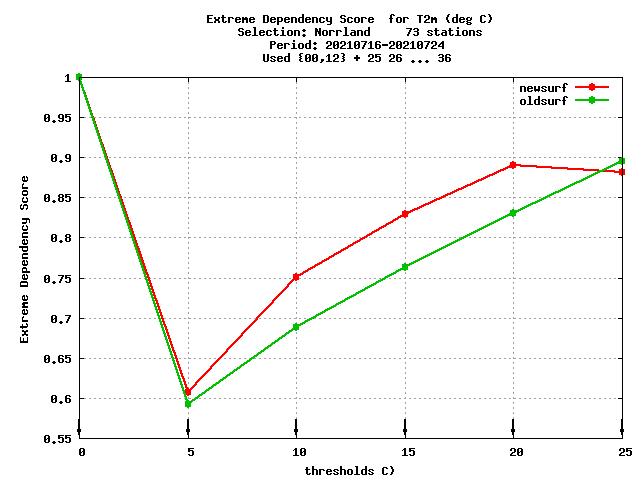 Extreme Dependency Score  for T2m (deg C)
Selection: Norrland     73 stations
Period: 20210716-20210724
Used {00,12} + 25 26 ... 36
newsurf
oldsurf
Extreme Dependency Score
1
0.95
0.9
0.85
0.8
0.75
0.7
0.65
0.6
0.55
0 5 10 15 20 25
thresholds C)